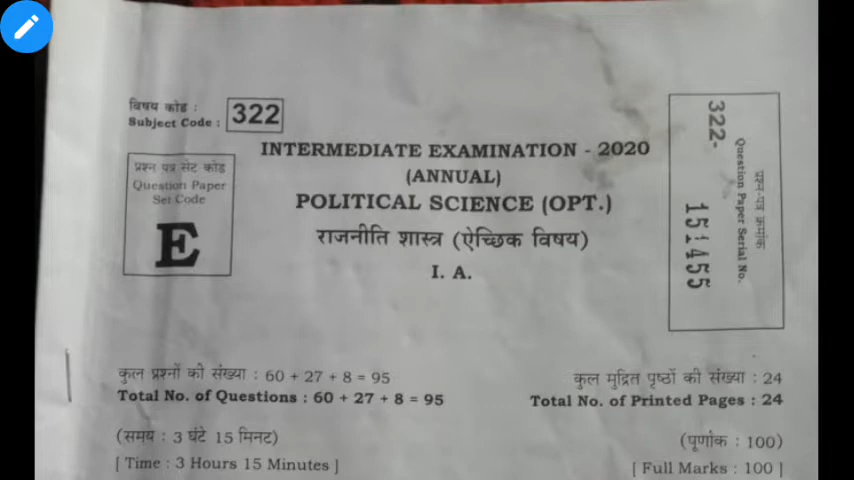 विषय कोड :
Subject Code :
322
प्रश्न पत्र सेट कोड
Question Paper
Set Code
E
INTERMEDIATE EXAMINATION - 2020
(ANNUAL)
POLITICAL SCIENCE (OPT.)
राजनीति शास्त्र (ऐच्छिक विषय)
I. A.
प्रश्न-पत्र क्रमांक
Question Paper Serial No.
322-
151455
कुल प्रश्नों की संख्या : 60 + 27 + 8 = 95
Total No. of Questions : 60 + 27 + 8 = 95
कुल मुद्रित पृष्ठों की संख्या : 24
Total No. of Printed Pages : 24
(समय : 3 घंटे 15 मिनट)
[ Time : 3 Hours 15 Minutes ]
(पूर्णांक : 100)
[ Full Marks : 100 ]